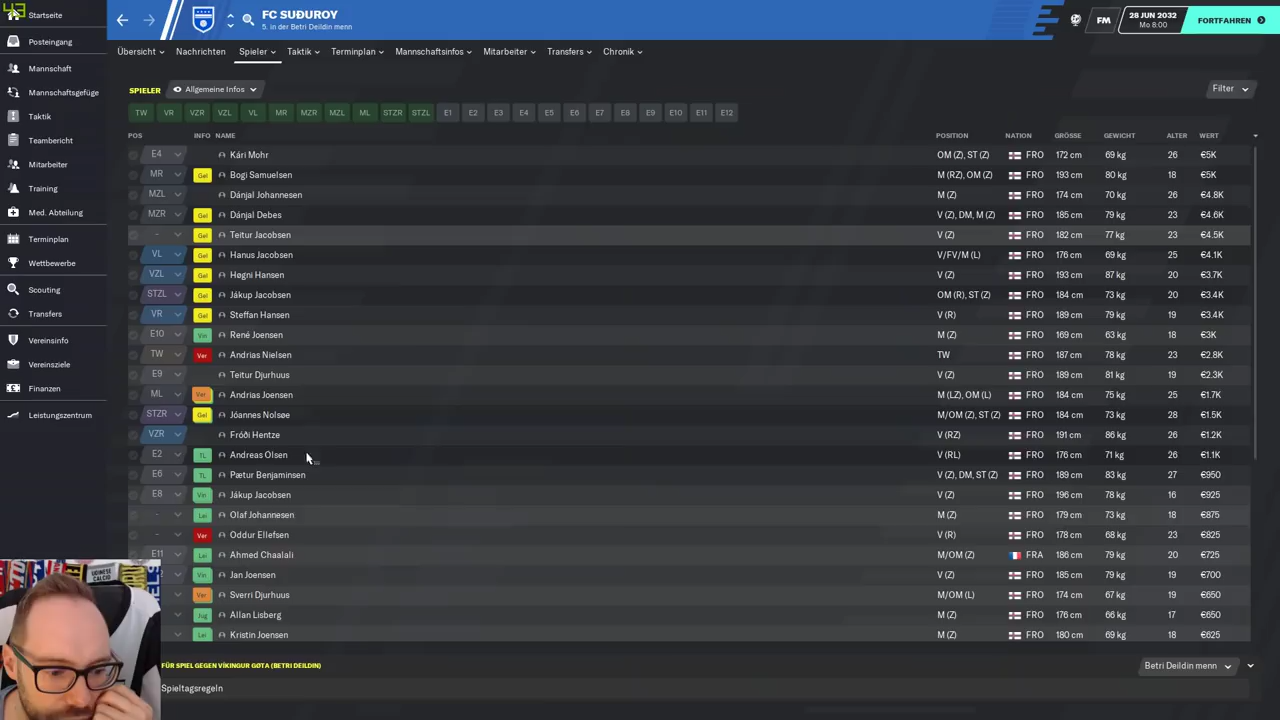 Startseite
FC SUÐUROY
5. in der Betri Deildin menn
FM
28 JUN 2032
Mo 8:00
FORTFAHREN
Posteingang
Mannschaft
Mannschaftsgefüge
Taktik
Teambericht
Mitarbeiter
Training
Med. Abteilung
Terminplan
Wettbewerbe
Scouting
Transfers
Vereinsinfo
Vereinsziele
Finanzen
Leistungszentrum
Übersicht Nachrichten Spieler Taktik Terminplan Mannschaftsinfos Mitarbeiter Transfers Chronik
SPIELER Allgemeine Infos Filter
TW VR VZR VZL VL MR MZR MZL ML STZR STZL E1 E2 E3 E4 E5 E6 E7 E8 E9 E10 E11 E12
POS INFO NAME POSITION NATION GRÖSSE GEWICHT ALTER WERT
E4 Kári Mohr OM (Z), ST (Z) FRO 172 cm 69 kg 26 €5K
MR Gel Bogi Samuelsen M (RZ), OM (Z) FRO 193 cm 80 kg 18 €5K
MZL Dánjal Johannesen M (Z) FRO 174 cm 70 kg 26 €4.8K
MZR Gel Dánjal Debes V (Z), DM, M (Z) FRO 185 cm 79 kg 23 €4.6K
- Gel Teitur Jacobsen V (Z) FRO 182 cm 77 kg 23 €4.5K
VL Gel Hanus Jacobsen V/FV/M (L) FRO 176 cm 69 kg 25 €4.1K
VZL Gel Høgni Hansen V (Z) FRO 193 cm 87 kg 20 €3.7K
STZL Gel Jákup Jacobsen OM (R), ST (Z) FRO 184 cm 73 kg 20 €3.4K
VR Gel Steffan Hansen V (R) FRO 189 cm 79 kg 19 €3.4K
E10 Vin René Joensen M (Z) FRO 169 cm 63 kg 18 €3K
TW Ver Andrias Nielsen TW FRO 187 cm 78 kg 23 €2.8K
E9 Teitur Djurhuus V (Z) FRO 189 cm 81 kg 19 €2.3K
ML Ver Andrias Joensen M (LZ), OM (L) FRO 184 cm 75 kg 25 €1.7K
STZR Gel Jóannes Nolsøe M/OM (Z), ST (Z) FRO 184 cm 73 kg 28 €1.5K
VZR Fróði Hentze V (RZ) FRO 191 cm 86 kg 26 €1.2K
E2 TL Andreas Olsen V (RL) FRO 176 cm 71 kg 26 €1.1K
E6 TL Pætur Benjaminsen V (Z), DM, ST (Z) FRO 189 cm 83 kg 27 €950
E8 Vin Jákup Jacobsen V (Z) FRO 196 cm 78 kg 16 €925
- Lei Olaf Johannesen M (Z) FRO 179 cm 73 kg 18 €875
- Ver Oddur Ellefsen V (R) FRO 178 cm 68 kg 23 €825
E11 Lei Ahmed Chaalali M/OM (Z) FRA 186 cm 79 kg 20 €725
Vin Jan Joensen V (Z) FRO 185 cm 79 kg 19 €700
Ver Sverri Djurhuus M/OM (L) FRO 174 cm 67 kg 19 €650
Jug Allan Lisberg M (Z) FRO 176 cm 66 kg 17 €650
Lei Kristin Joensen M (Z) FRO 180 cm 69 kg 18 €625
FÜR SPIEL GEGEN VÍKINGUR GØTA (BETRI DEILDIN) Betri Deildin menn
Spieltagsregeln